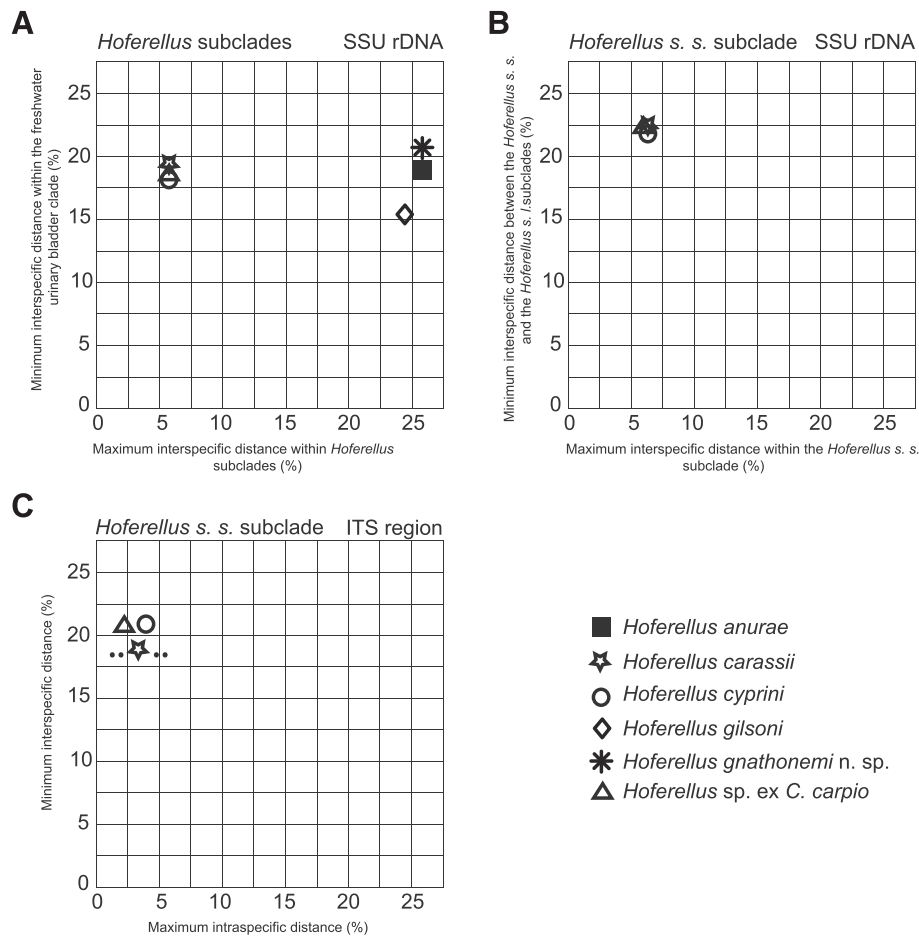 A
Hoferellus subclades SSU rDNA
Minimum interspecific distance within the freshwater
urinary bladder clade (%)
25
20
15
10
5
0
0 5 10 15 20 25
Maximum interspecific distance within Hoferellus
subclades (%)
B
Hoferellus s. s. subclade SSU rDNA
Minimum interspecific distance between the Hoferellus s. s.
and the Hoferellus s. l.subclades (%)
25
20
15
10
5
0
0 5 10 15 20 25
Maximum interspecific distance within the Hoferellus s. s.
subclade (%)
C
Hoferellus s. s. subclade ITS region
Minimum interspecific distance (%)
25
20
15
10
5
0
0 5 10 15 20 25
Maximum intraspecific distance (%)
Hoferellus anurae
Hoferellus carassii
Hoferellus cyprini
Hoferellus gilsoni
Hoferellus gnathonemi n. sp.
Hoferellus sp. ex C. carpio